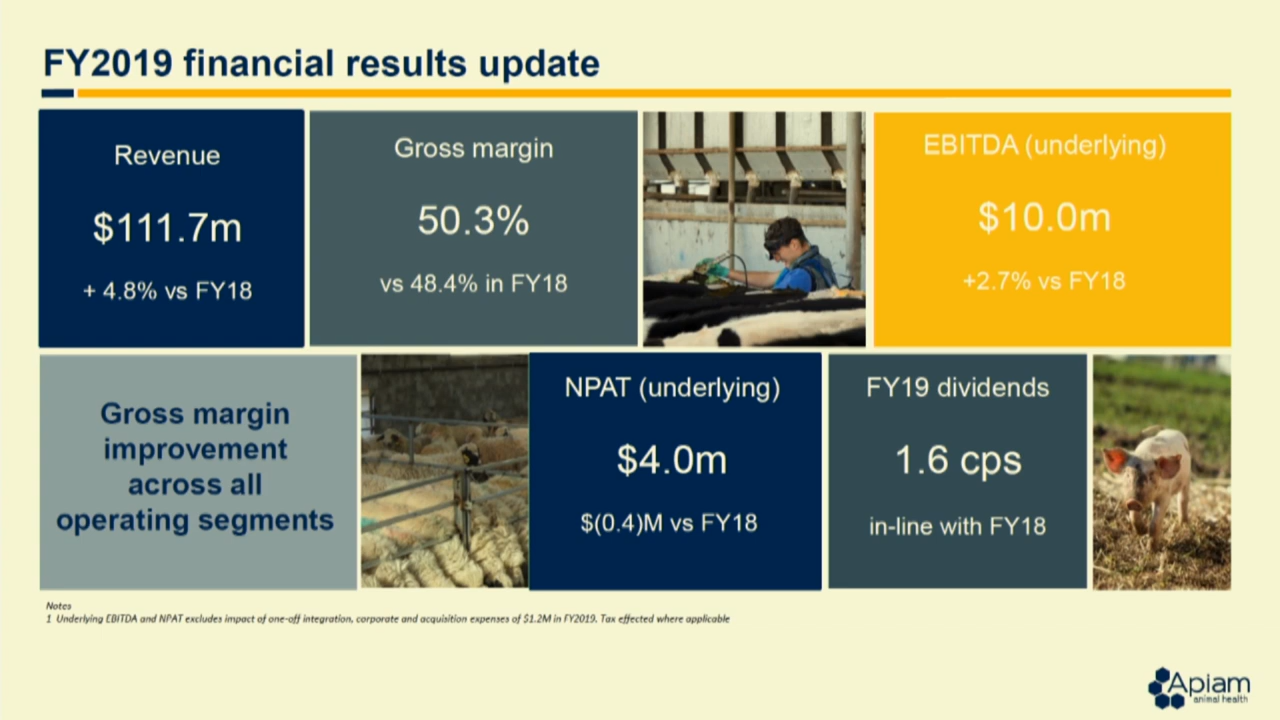 FY2019 financial results update
Revenue
$111.7m
+ 4.8% vs FY18
Gross margin
50.3%
vs 48.4% in FY18
EBITDA (underlying)
$10.0m
+2.7% vs FY18
Gross margin
improvement
across all
operating segments
NPAT (underlying)
$4.0m
$(0.4)M vs FY18
FY19 dividends
1.6 cps
in-line with FY18
Notes
1 Underlying EBITDA and NPAT excludes impact of one-off integration, corporate and acquisition expenses of $1.2M in FY2019. Tax effected where applicable
Apiam
animal health